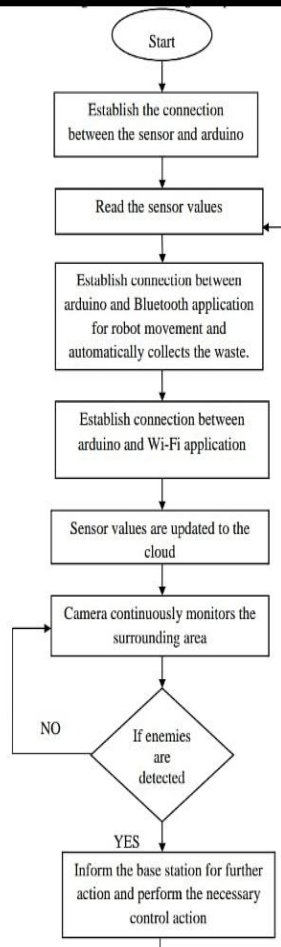 Start
Establish the connection
between the sensor and arduino
Read the sensor values
Establish connection between
arduino and Bluetooth application
for robot movement and
automatically collects the waste.
Establish connection between
arduino and Wi-Fi application
Sensor values are updated to the
cloud
Camera continuously monitors the
surrounding area
NO
If enemies
are
detected
YES
Inform the base station for further
action and perform the necessary
control action